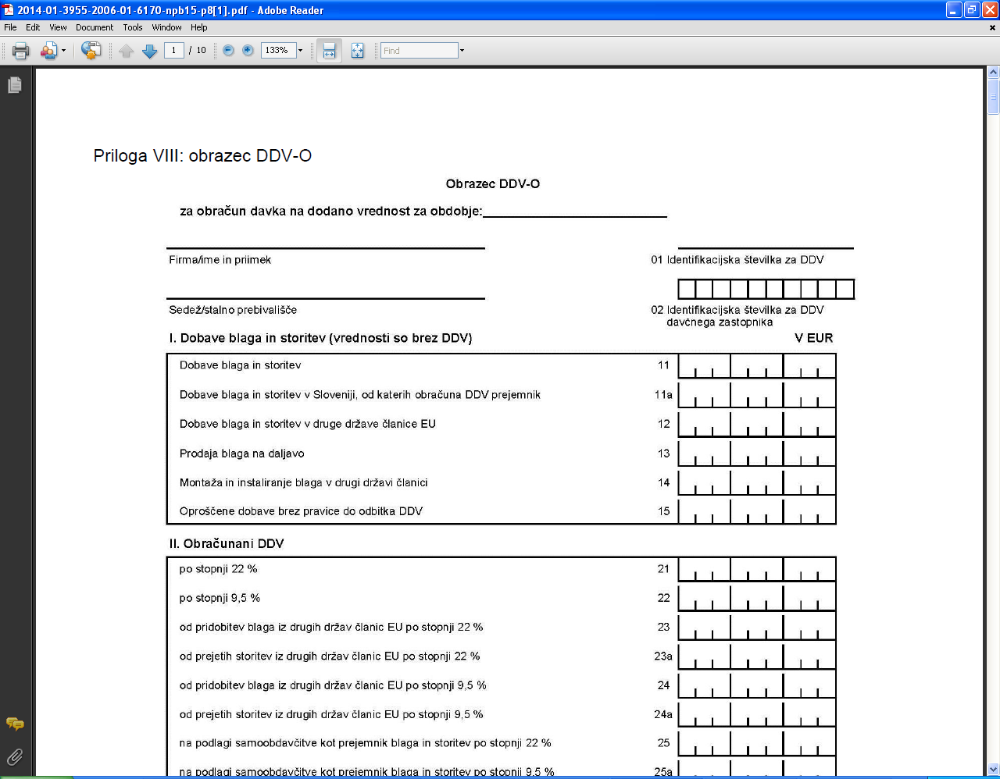 2014-01-3955-2006-01-6170-npb15-p8[1].pdf - Adobe Reader
File Edit View Document Tools Window Help
1 / 10 133% Find
Priloga VIII: obrazec DDV-O
Obrazec DDV-O
za obračun davka na dodano vrednost za obdobje:
Firma/ime in priimek 01 Identifikacijska številka za DDV
Sedež/stalno prebivališče 02 Identifikacijska številka za DDV
davčnega zastopnika
I. Dobave blaga in storitev (vrednosti so brez DDV) V EUR
Dobave blaga in storitev 11
Dobave blaga in storitev v Sloveniji, od katerih obračuna DDV prejemnik 11a
Dobave blaga in storitev v druge države članice EU 12
Prodaja blaga na daljavo 13
Montaža in instaliranje blaga v drugi državi članici 14
Oproščene dobave brez pravice do odbitka DDV 15
II. Obračunani DDV
po stopnji 22 % 21
po stopnji 9,5 % 22
od pridobitev blaga iz drugih držav članic EU po stopnji 22 % 23
od prejetih storitev iz drugih držav članic EU po stopnji 22 % 23a
od pridobitev blaga iz drugih držav članic EU po stopnji 9,5 % 24
od prejetih storitev iz drugih držav članic EU po stopnji 9,5 % 24a
na podlagi samoobdavčitve kot prejemnik blaga in storitev po stopnji 22 % 25
na podlagi samoobdavčitve kot prejemnik blaga in storitev po stopnji 9,5 % 25a